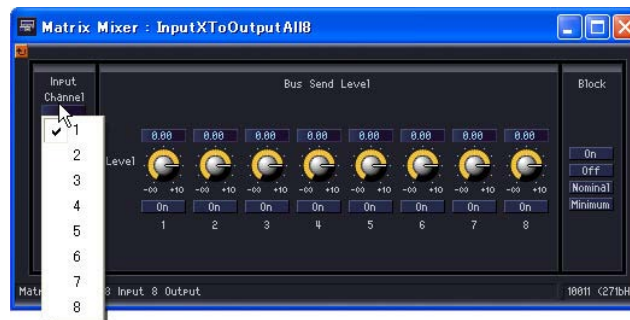 Matrix Mixer : InputXToOutputAll8
Input
Channel
Bus Send Level
Block
1
2
3
4
5
6
7
8
Level
0.00 0.00 0.00 0.00 0.00 0.00 0.00 0.00
-∞ +10 -∞ +10 -∞ +10 -∞ +10 -∞ +10 -∞ +10 -∞ +10 -∞ +10
On On On On On On On On
1 2 3 4 5 6 7 8
On
Off
Nominal
Minimum
Input 8 Output
10011 (271bH